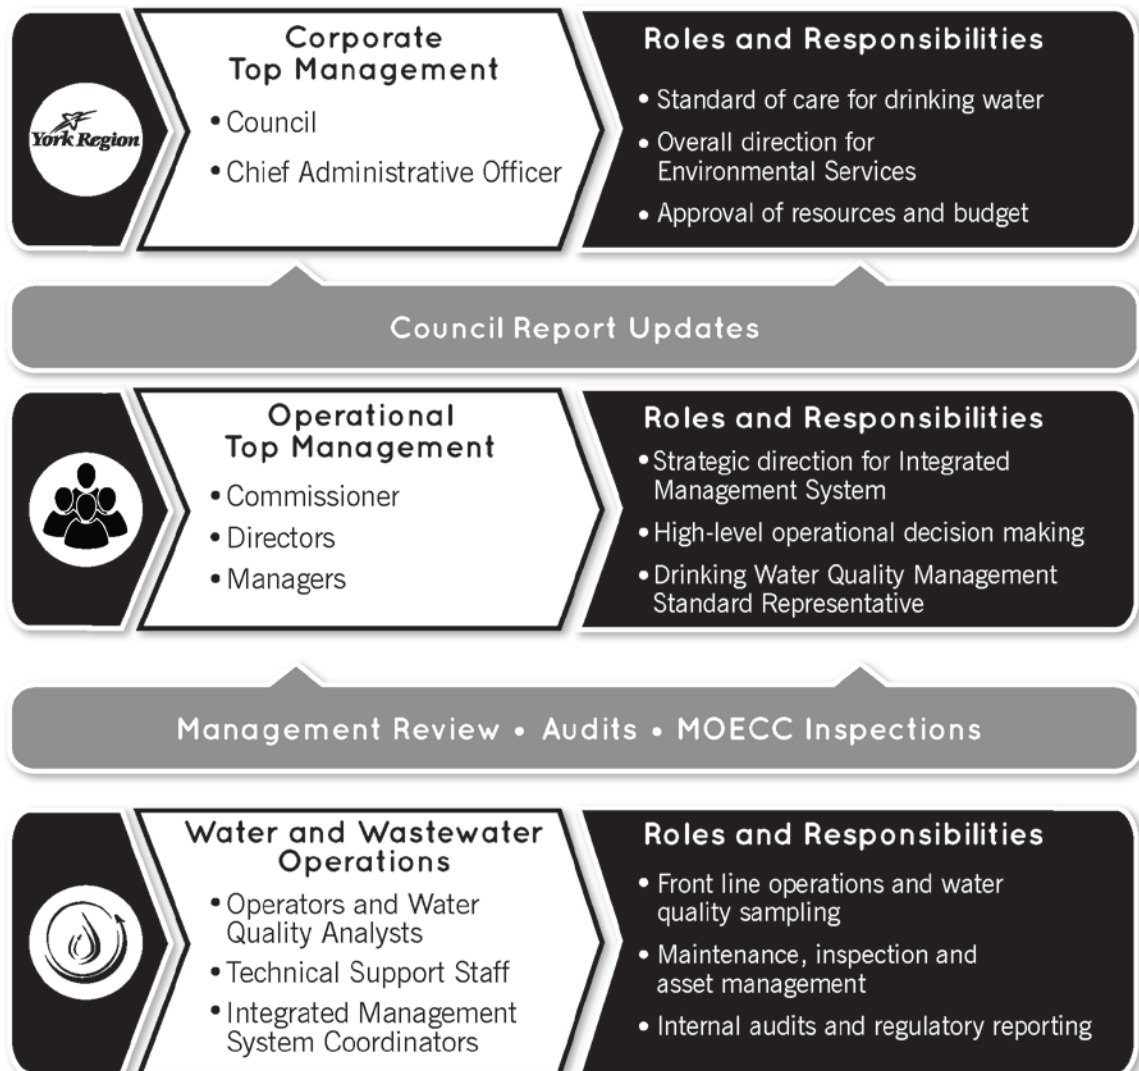 York Region
Corporate
Top Management
• Council
• Chief Administrative Officer
Roles and Responsibilities
• Standard of care for drinking water
• Overall direction for
Environmental Services
• Approval of resources and budget
Council Report Updates
Operational
Top Management
• Commissioner
• Directors
• Managers
Roles and Responsibilities
• Strategic direction for Integrated
Management System
• High-level operational decision making
• Drinking Water Quality Management
Standard Representative
Management Review • Audits • MOECC Inspections
Water and Wastewater
Operations
• Operators and Water
Quality Analysts
• Technical Support Staff
• Integrated Management
System Coordinators
Roles and Responsibilities
• Front line operations and water
quality sampling
• Maintenance, inspection and
asset management
• Internal audits and regulatory reporting